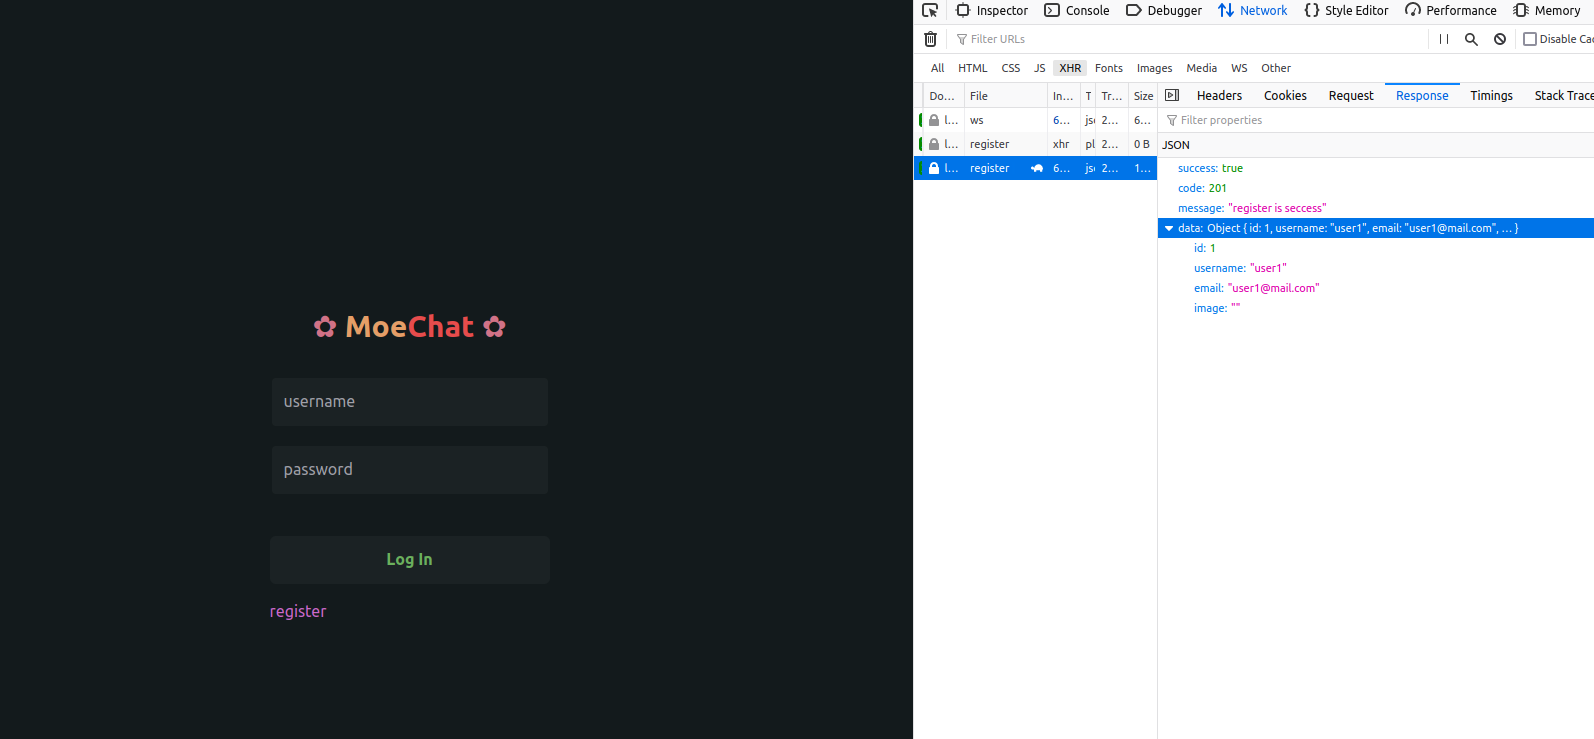 ✿ MoeChat ✿
username
password
Log In
register
Inspector Console Debugger Network Style Editor Performance Memory
Filter URLs Disable Cac
All HTML CSS JS XHR Fonts Images Media WS Other
Do... File In... T Tr... Size
l... ws 6... js 2... 6...
l... register xhr pl 2... 0 B
l... register 6... js 2... 1...
Headers Cookies Request Response Timings Stack Trace
Filter properties
JSON
success: true
code: 201
message: "register is seccess"
data: Object { id: 1, username: "user1", email: "user1@mail.com", ... }
id: 1
username: "user1"
email: "user1@mail.com"
image: ""